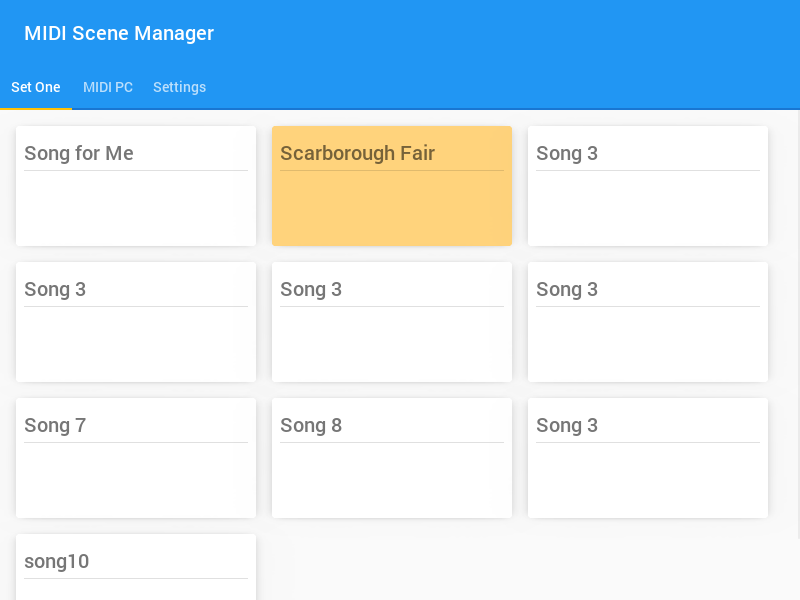 MIDI Scene Manager
Set One MIDI PC Settings
Song for Me Scarborough Fair Song 3
Song 3 Song 3 Song 3
Song 7 Song 8 Song 3
song10